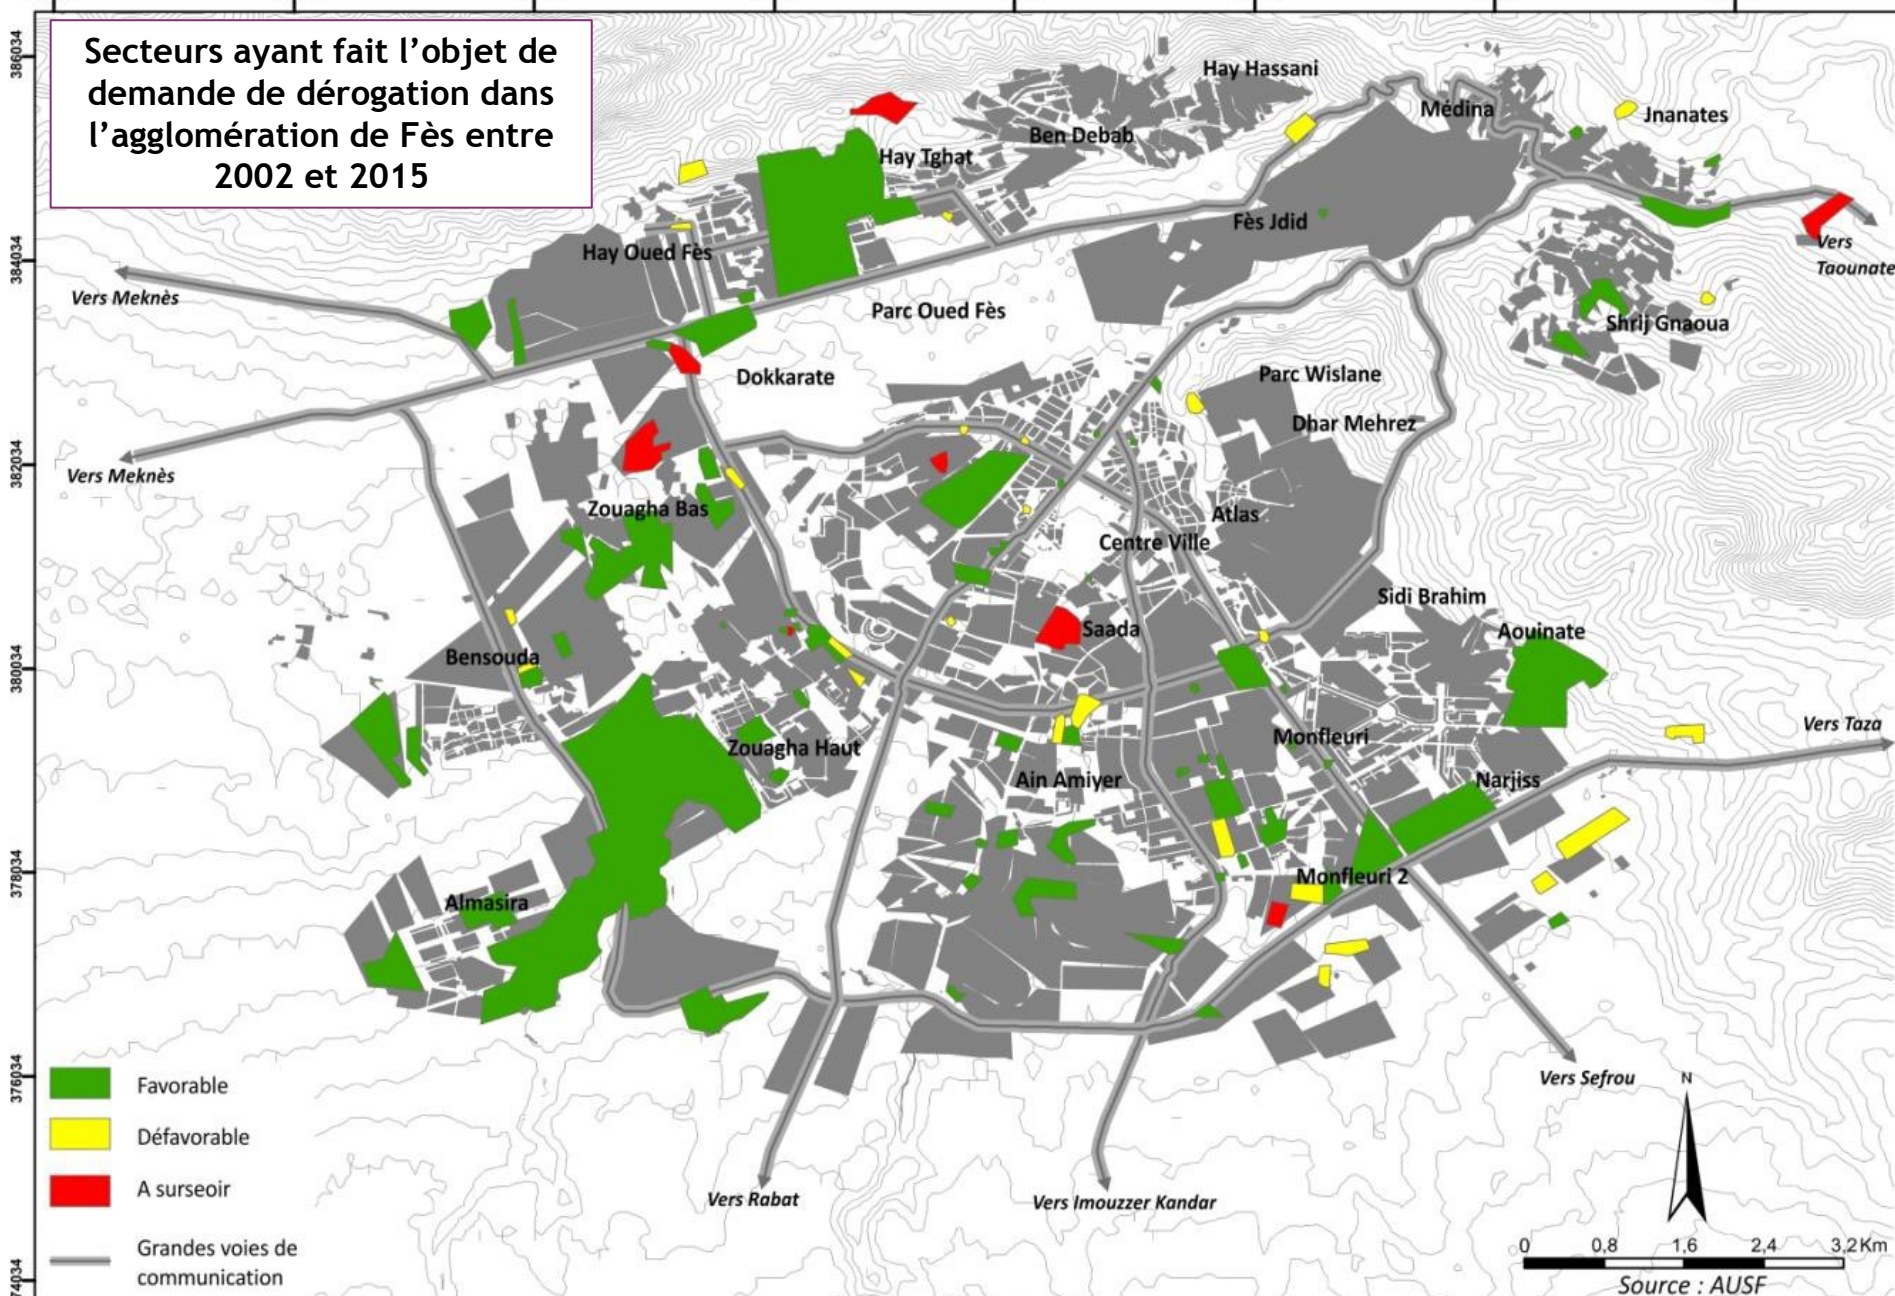 Secteurs ayant fait l’objet de
demande de dérogation dans
l’agglomération de Fès entre
2002 et 2015
386034
384034
382034
380034
378034
376034
Hay Hassani
Médina
Jnanates
Ben Debab
Hay Tghat
Fès Jdid
Hay Oued Fès
Vers
Taounate
Vers Meknès
Parc Oued Fès
Shrij Gnaoua
Dokkarate
Parc Wislane
Dhar Mehrez
Vers Meknès
Zouagha Bas
Atlas
Centre Ville
Sidi Brahim
Saada
Aouinate
Bensouda
Vers Taza
Zouagha Haut
Monfleuri
Ain Amiyer
Narjiss
Monfleuri 2
Almasira
Vers Sefrou
Vers Rabat
Vers Imouzzer Kandar
Favorable
Défavorable
A surseoir
Grandes voies de
communication
N
0 0,8 1,6 2,4 3,2 Km
Source : AUSF